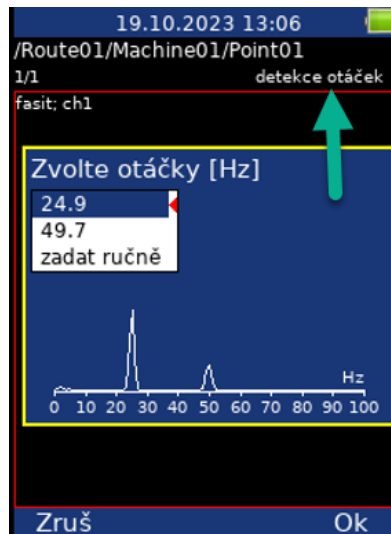 19.10.2023 13:06
/Route01/Machine01/Point01
1/1 detekce otáček
fasit; ch1
Zvolte otáčky [Hz]
24.9
49.7
zadat ručně
Hz
0 10 20 30 40 50 60 70 80 90 100
Zruš Ok